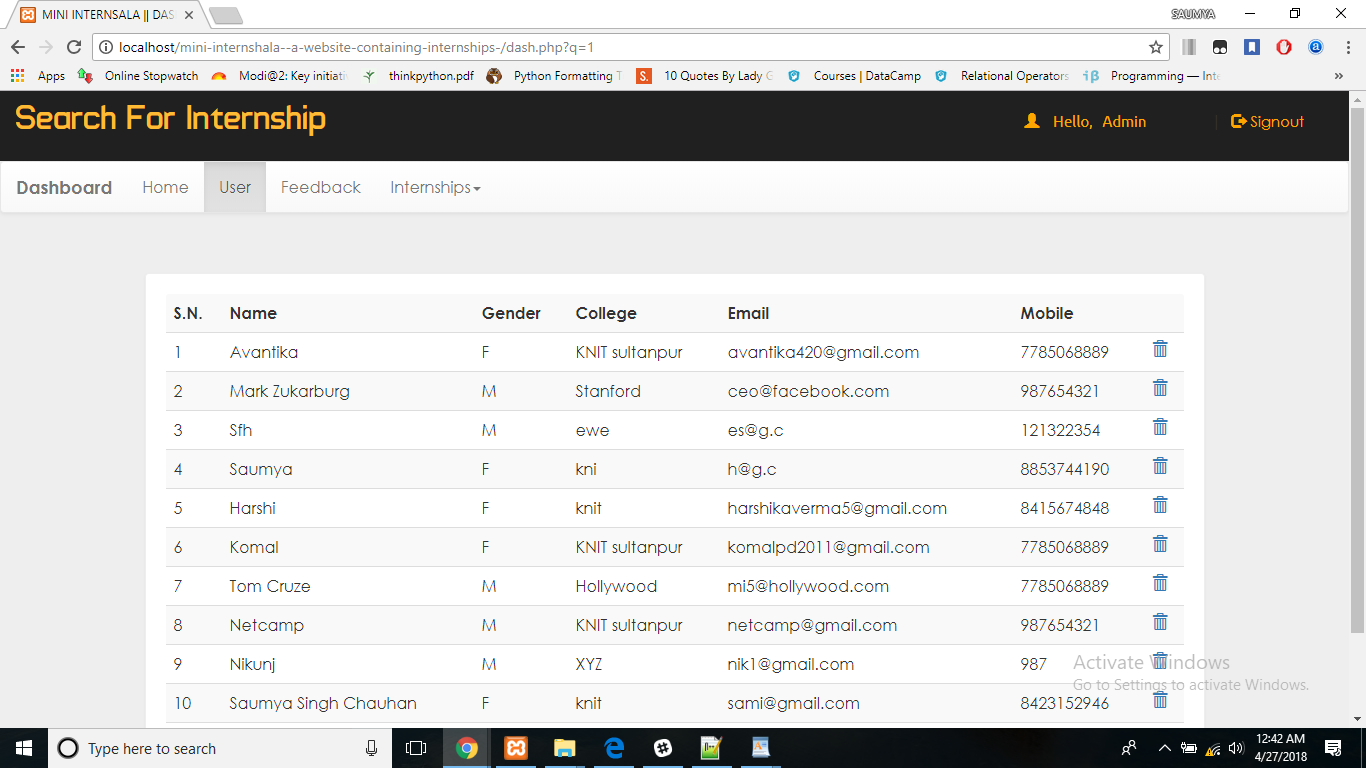 MINI INTERNSALA || DAS
SAUMYA
localhost/mini-internshala--a-website-containing-internships-/dash.php?q=1
Apps Online Stopwatch Modi@2: Key initiati thinkpython.pdf Python Formatting T 10 Quotes By Lady G Courses | DataCamp Relational Operators Programming — Inte »
Search For Internship Hello, Admin | Signout
Dashboard Home User Feedback Internships
S.N. Name Gender College Email Mobile
1 Avantika F KNIT sultanpur avantika420@gmail.com 7785068889
2 Mark Zukarburg M Stanford ceo@facebook.com 987654321
3 Sfh M ewe es@g.c 121322354
4 Saumya F kni h@g.c 8853744190
5 Harshi F knit harshikaverma5@gmail.com 8415674848
6 Komal F KNIT sultanpur komalpd2011@gmail.com 7785068889
7 Tom Cruze M Hollywood mi5@hollywood.com 7785068889
8 Netcamp M KNIT sultanpur netcamp@gmail.com 987654321
9 Nikunj M XYZ nik1@gmail.com 987
Activate Windows
Go to Settings to activate Windows.
10 Saumya Singh Chauhan F knit sami@gmail.com 8423152946
Type here to search
12:42 AM
4/27/2018